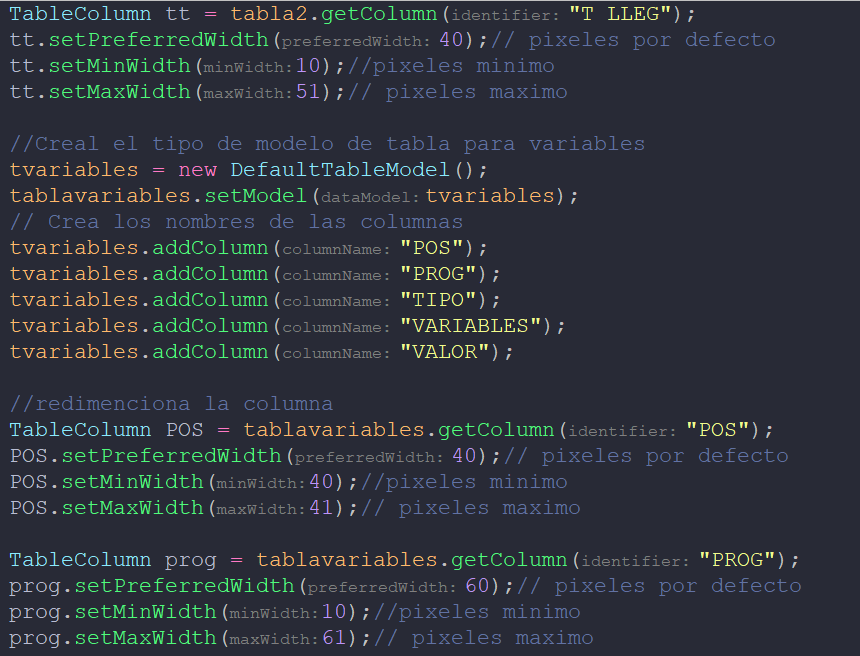 TableColumn tt = tabla2.getColumn(identifier: "T LLEG");
tt.setPreferredWidth(preferredWidth: 40);// pixeles por defecto
tt.setMinWidth(minWidth:10);//pixeles minimo
tt.setMaxWidth(maxWidth:51);// pixeles maximo
//Creal el tipo de modelo de tabla para variables
tvariables = new DefaultTableModel();
tablavariables.setModel(dataModel:tvariables);
// Crea los nombres de las columnas
tvariables.addColumn(columnName: "POS");
tvariables.addColumn(columnName: "PROG");
tvariables.addColumn(columnName: "TIPO");
tvariables.addColumn(columnName: "VARIABLES");
tvariables.addColumn(columnName: "VALOR");
//redimenciona la columna
TableColumn POS = tablavariables.getColumn(identifier: "POS");
POS.setPreferredWidth(preferredWidth: 40);// pixeles por defecto
POS.setMinWidth(minWidth:40);//pixeles minimo
POS.setMaxWidth(maxWidth:41);// pixeles maximo
TableColumn prog = tablavariables.getColumn(identifier: "PROG");
prog.setPreferredWidth(preferredWidth: 60);// pixeles por defecto
prog.setMinWidth(minWidth:10);//pixeles minimo
prog.setMaxWidth(maxWidth:61);// pixeles maximo